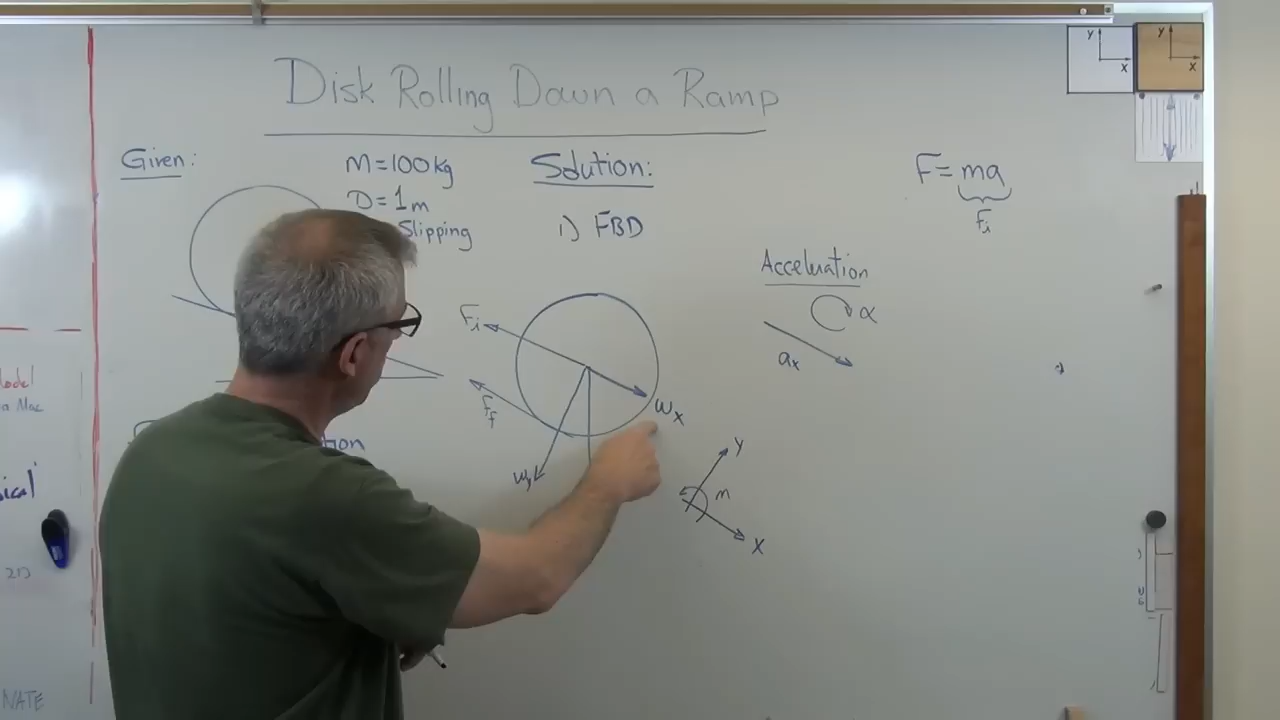 Disk Rolling Down a Ramp
Given:
M=100kg
D=1m
Slipping
Solution:
1) FBD
F=ma
Fi
Acceleration
α
ax
Fi
Ff
Wx
Wy
y
m
x
y
x
y
x
NATE